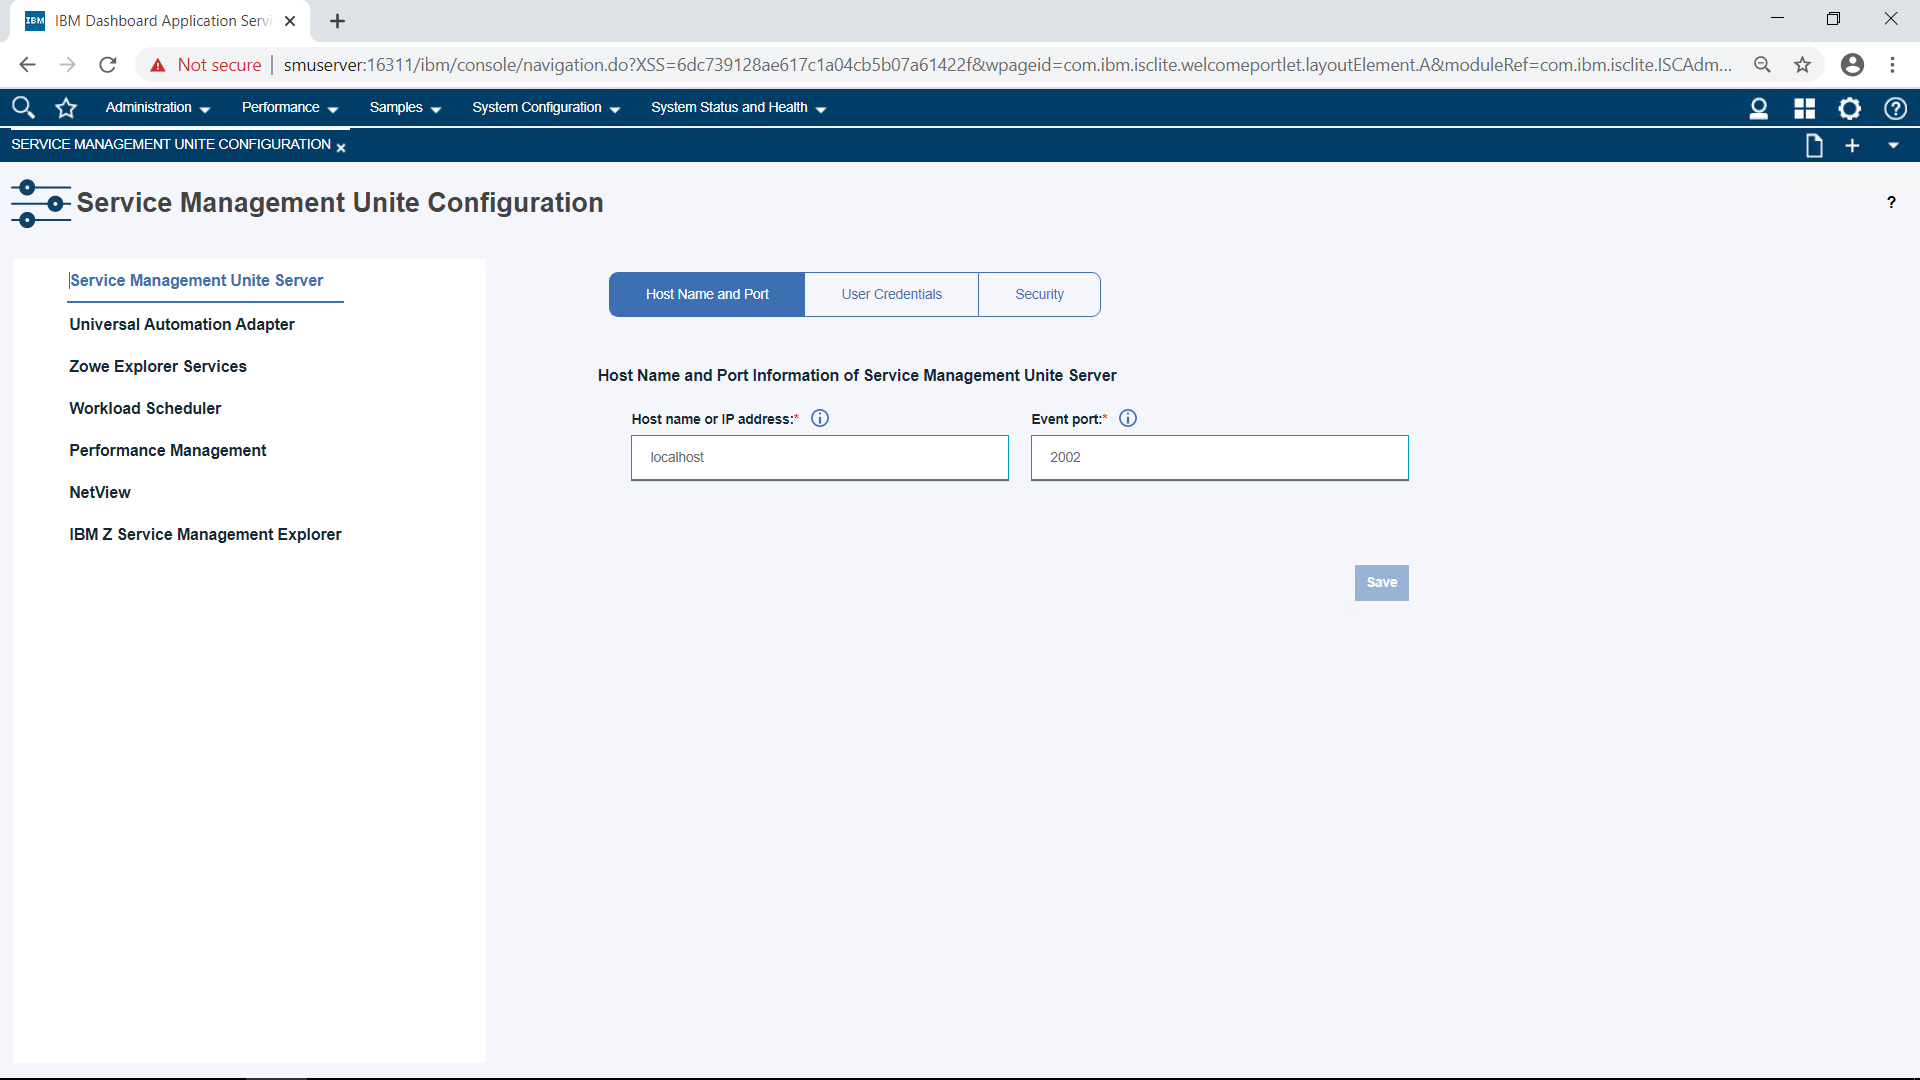 IBM IBM Dashboard Application Servi
Not secure | smuserver:16311/ibm/console/navigation.do?XSS=6dc739128ae617c1a04cb5b07a61422f&wpageid=com.ibm.isclite.welcomeportlet.layoutElement.A&moduleRef=com.ibm.isclite.ISCAdm...
Administration Performance Samples System Configuration System Status and Health
SERVICE MANAGEMENT UNITE CONFIGURATION
Service Management Unite Configuration ?
Service Management Unite Server
Universal Automation Adapter
Zowe Explorer Services
Workload Scheduler
Performance Management
NetView
IBM Z Service Management Explorer
Host Name and Port User Credentials Security
Host Name and Port Information of Service Management Unite Server
Host name or IP address:* Event port:*
localhost 2002
Save